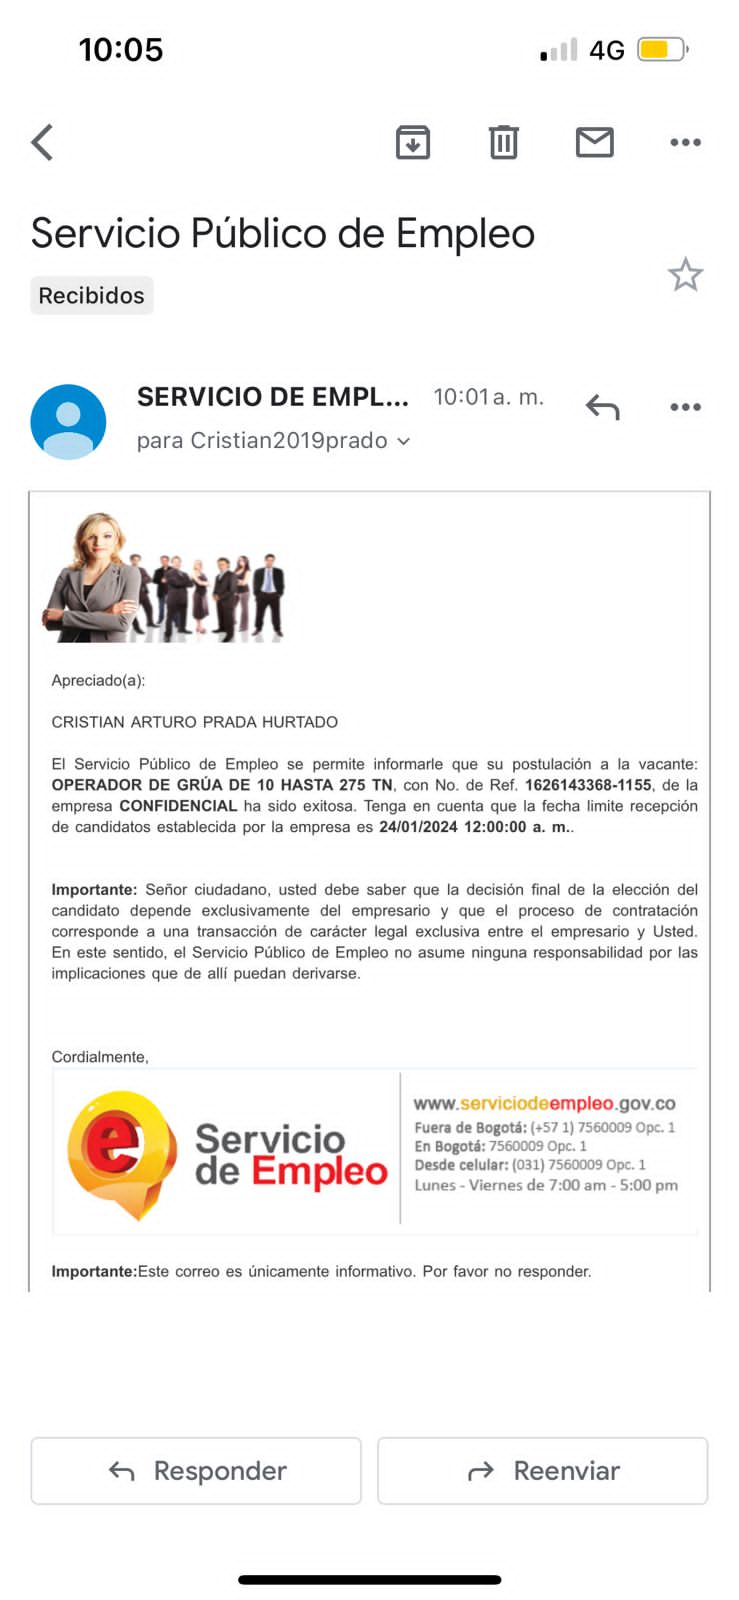 10:05
4G
Servicio Público de Empleo
Recibidos
SERVICIO DE EMPL... 10:01 a. m.
para Cristian2019prado
Apreciado(a):
CRISTIAN ARTURO PRADA HURTADO
El Servicio Público de Empleo se permite informarle que su postulación a la vacante:
OPERADOR DE GRÚA DE 10 HASTA 275 TN, con No. de Ref. 1626143368-1155, de la
empresa CONFIDENCIAL ha sido exitosa. Tenga en cuenta que la fecha limite recepción
de candidatos establecida por la empresa es 24/01/2024 12:00:00 a. m..
Importante: Señor ciudadano, usted debe saber que la decisión final de la elección del
candidato depende exclusivamente del empresario y que el proceso de contratación
corresponde a una transacción de carácter legal exclusiva entre el empresario y Usted.
En este sentido, el Servicio Público de Empleo no asume ninguna responsabilidad por las
implicaciones que de allí puedan derivarse.
Cordialmente,
e
Servicio
de Empleo
www.serviciodeempleo.gov.co
Fuera de Bogotá: (+57 1) 7560009 Opc. 1
En Bogotá: 7560009 Opc. 1
Desde celular: (031) 7560009 Opc. 1
Lunes - Viernes de 7:00 am - 5:00 pm
Importante:Este correo es únicamente informativo. Por favor no responder.
Responder
Reenviar